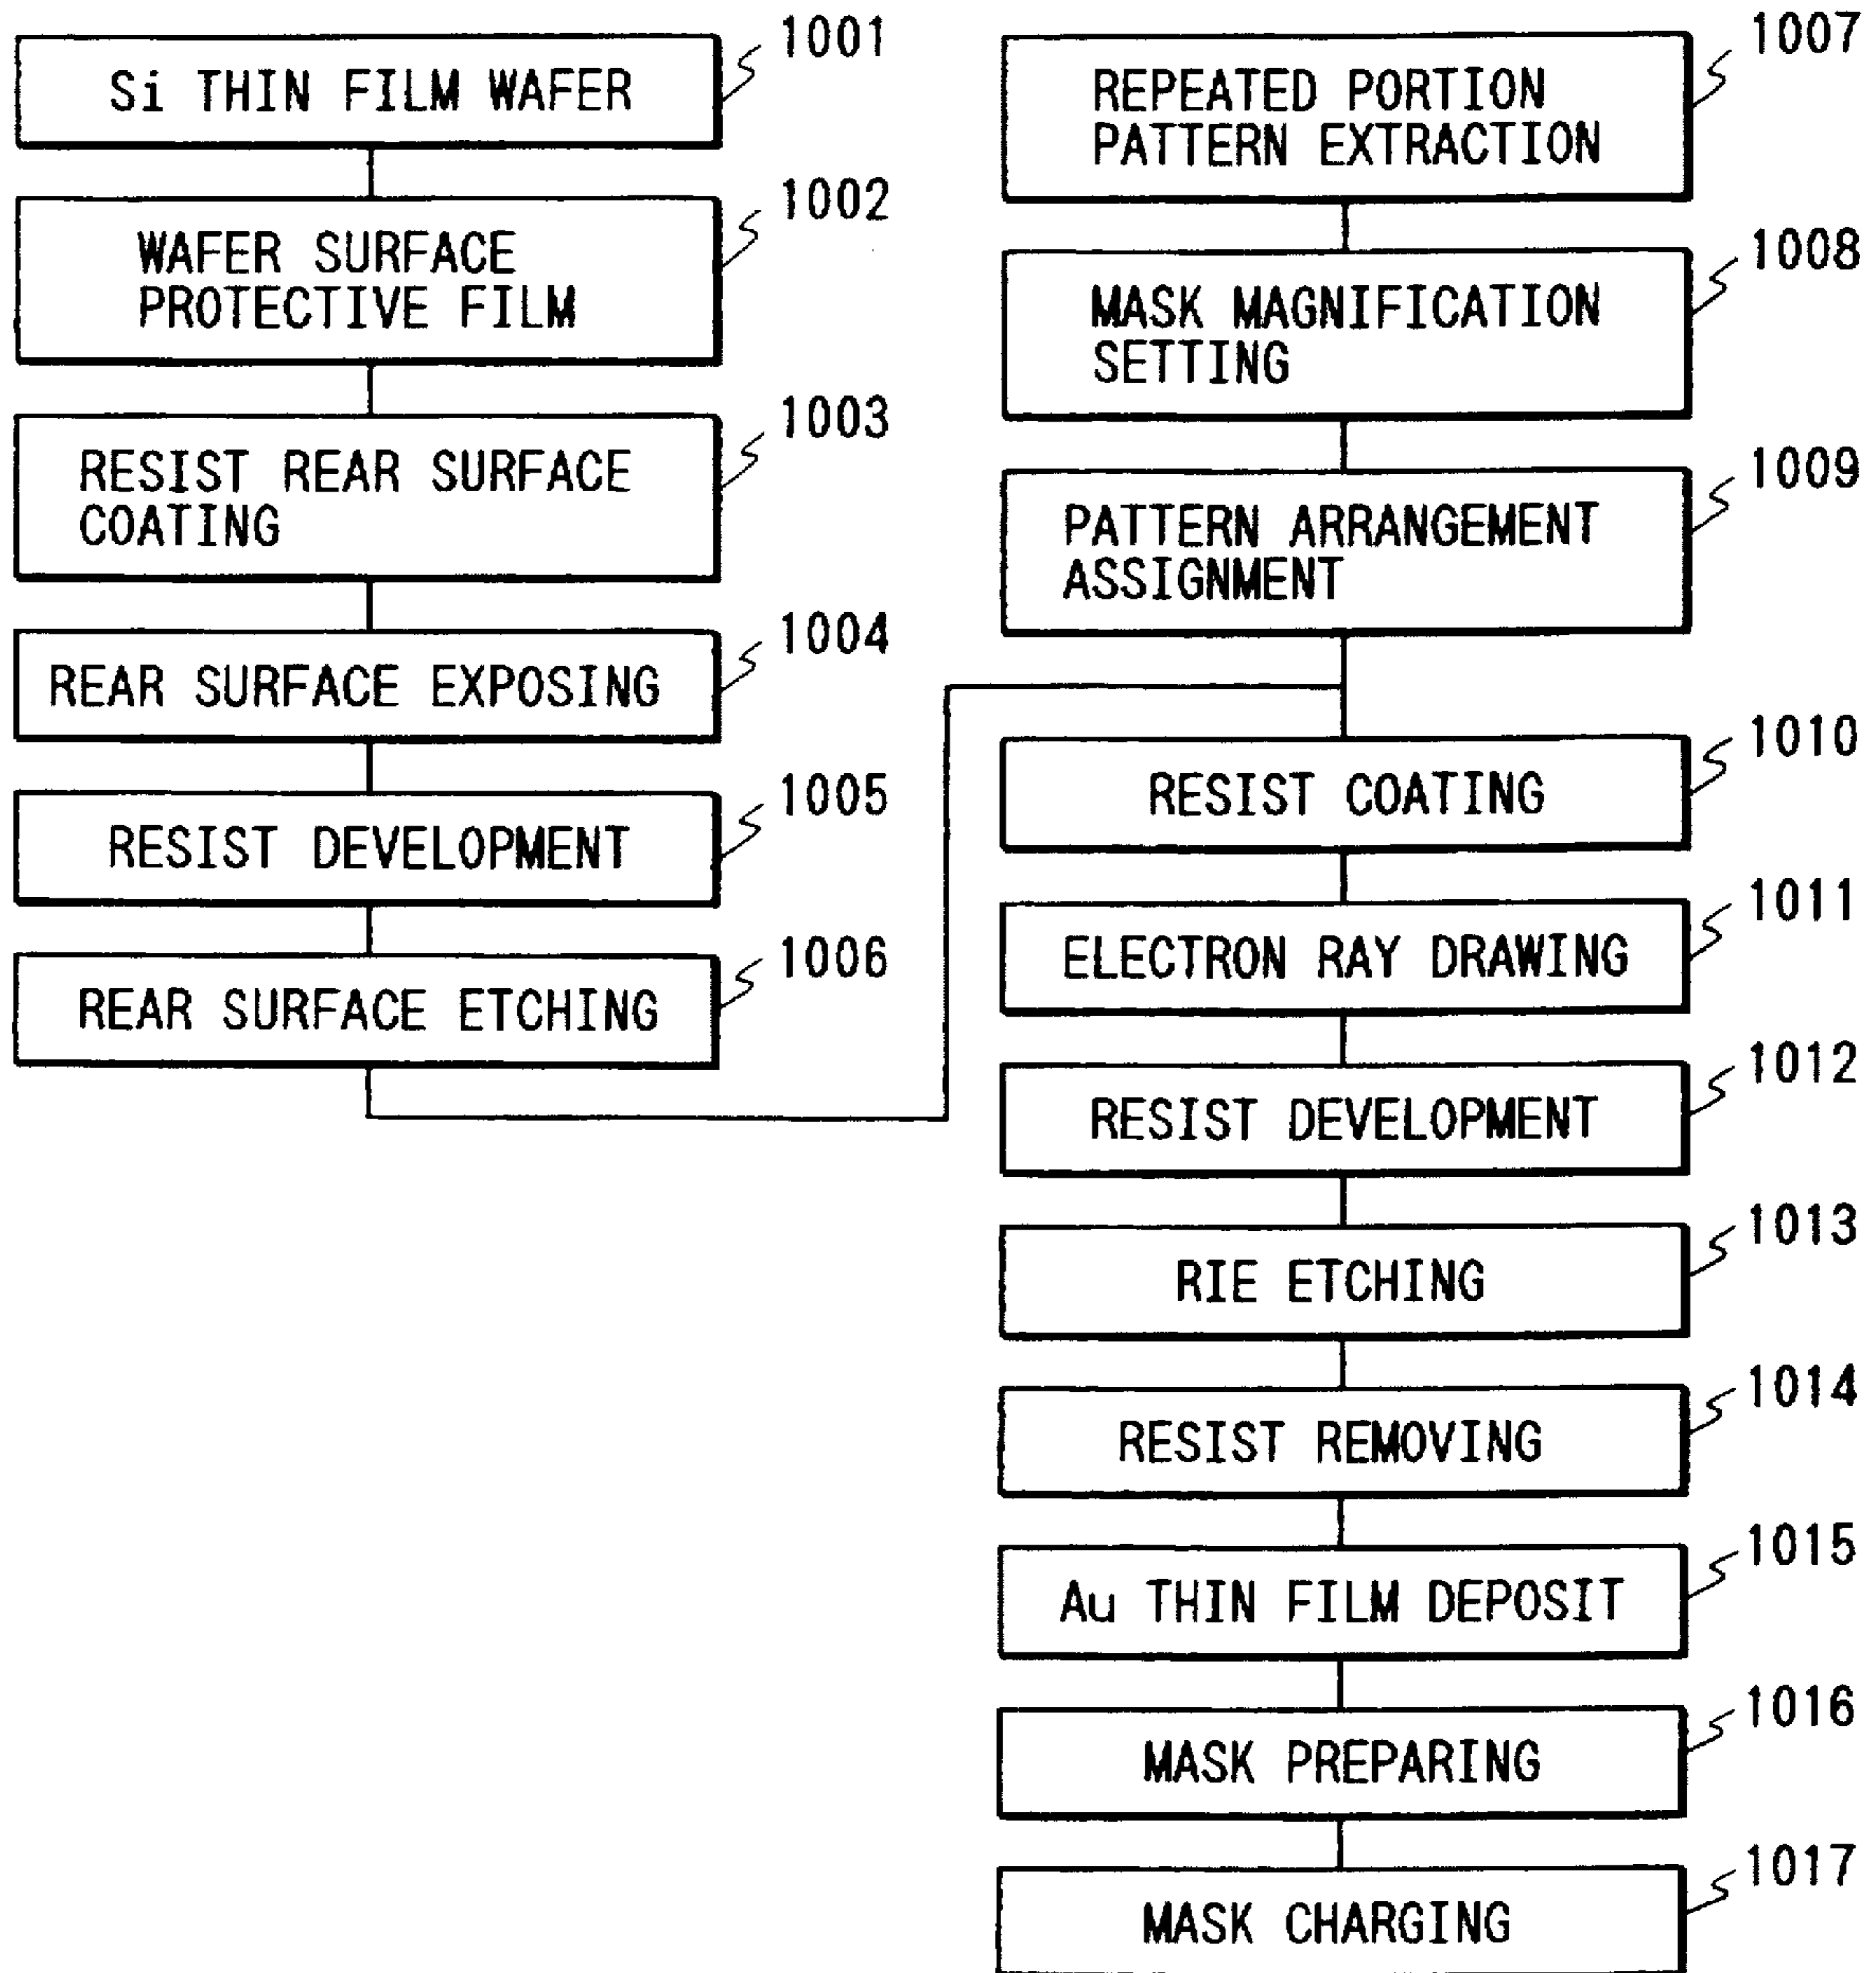 1001
Si THIN FILM WAFER
1002
WAFER SURFACE
PROTECTIVE FILM
1003
RESIST REAR SURFACE
COATING
1004
REAR SURFACE EXPOSING
1005
RESIST DEVELOPMENT
1006
REAR SURFACE ETCHING
1007
REPEATED PORTION
PATTERN EXTRACTION
1008
MASK MAGNIFICATION
SETTING
1009
PATTERN ARRANGEMENT
ASSIGNMENT
1010
RESIST COATING
1011
ELECTRON RAY DRAWING
1012
RESIST DEVELOPMENT
1013
RIE ETCHING
1014
RESIST REMOVING
1015
Au THIN FILM DEPOSIT
1016
MASK PREPARING
1017
MASK CHARGING